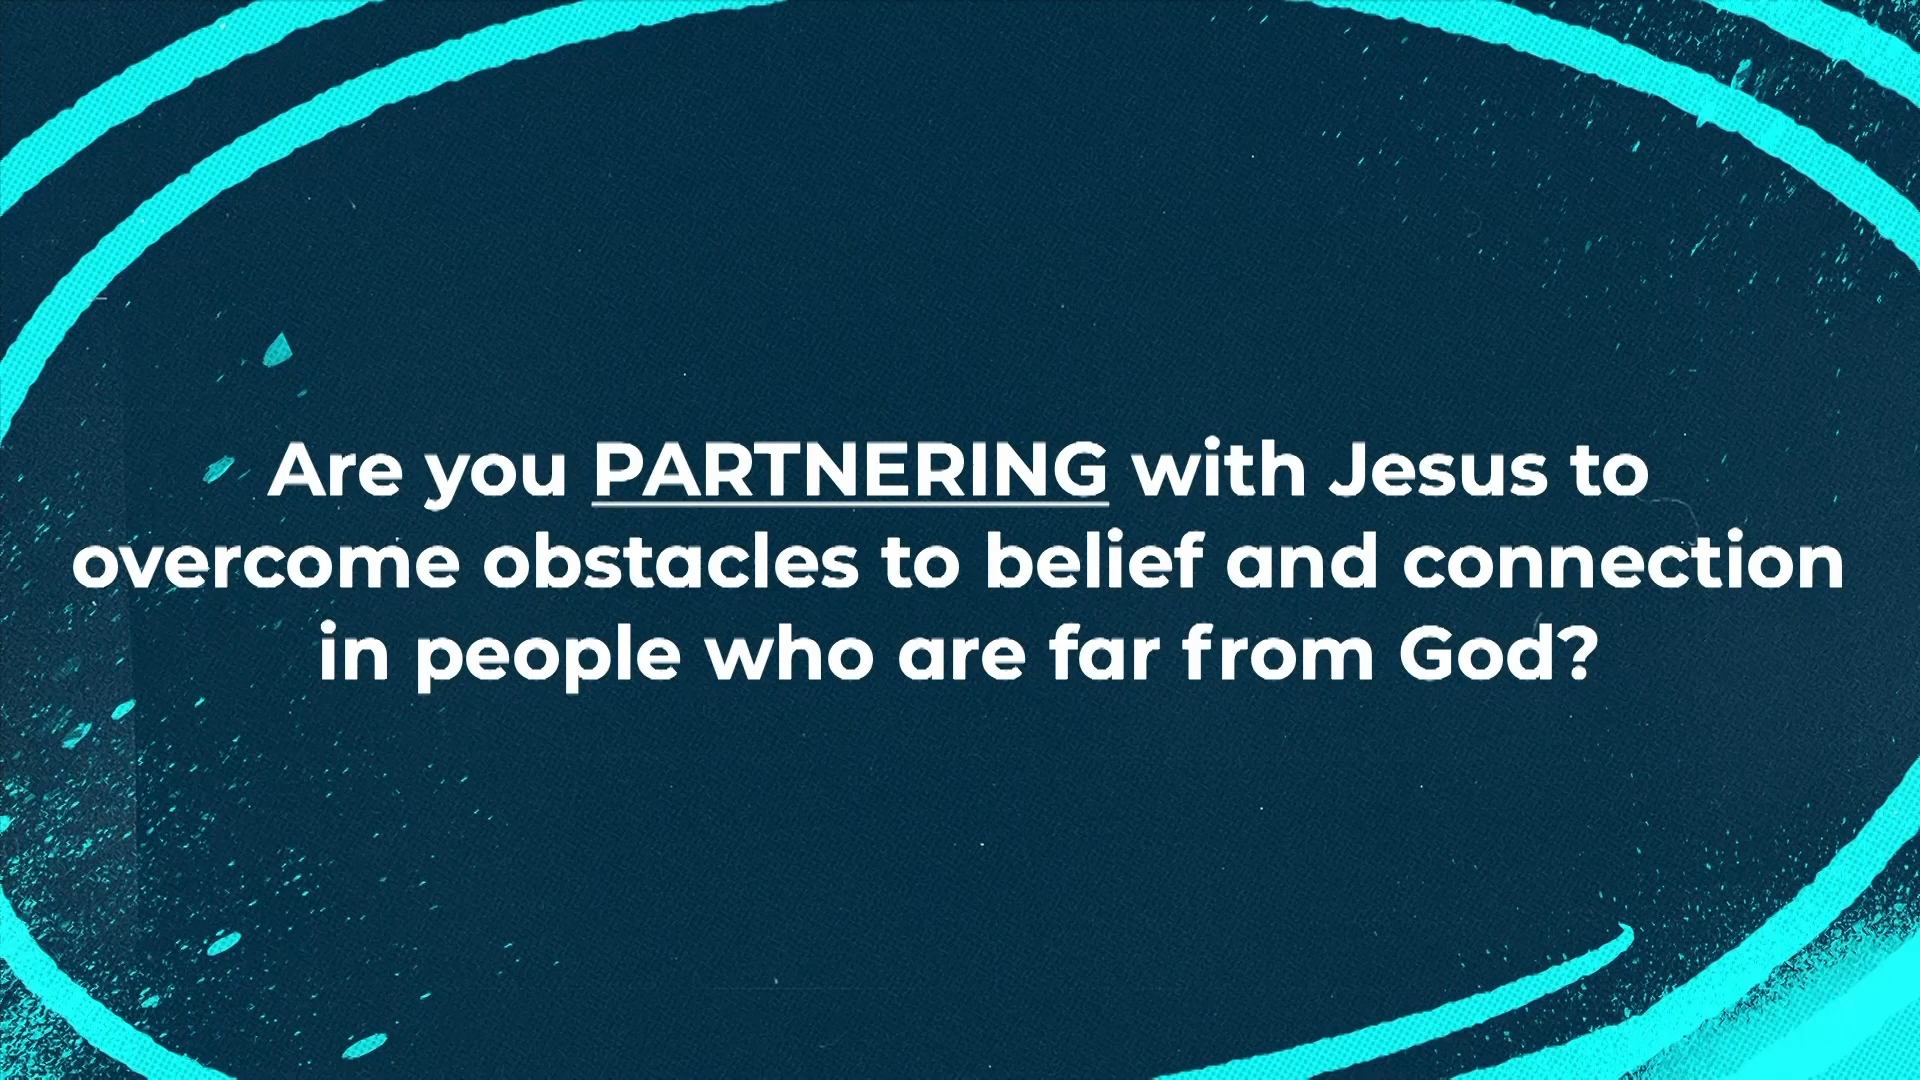 Are you PARTNERING with Jesus to
overcome obstacles to belief and connection
in people who are far from God?